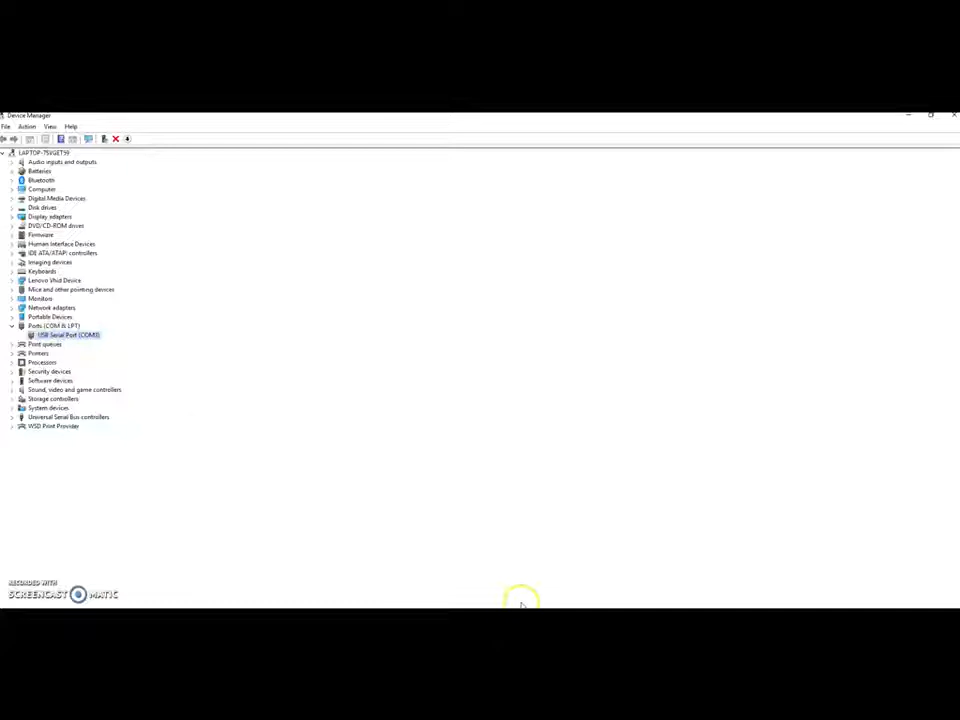 Device Manager
File Action View Help
Audio inputs and outputs
Batteries
Bluetooth
Computer
Digital Media Devices
Disk drives
Display adapters
DVD/CD-ROM drives
Firmware
Human Interface Devices
IDE ATA/ATAPI controllers
Imaging devices
Keyboards
Lenovo Vhid Device
Mice and other pointing devices
Monitors
Network adapters
Portable Devices
Ports (COM & LPT)
USB Serial Port
Print queues
Printers
Processors
Security devices
Software devices
Sound, video and game controllers
Storage controllers
System devices
Universal Serial Bus controllers
WSD Print Provider
RECORDED WITH
SCREENCAST MATIC